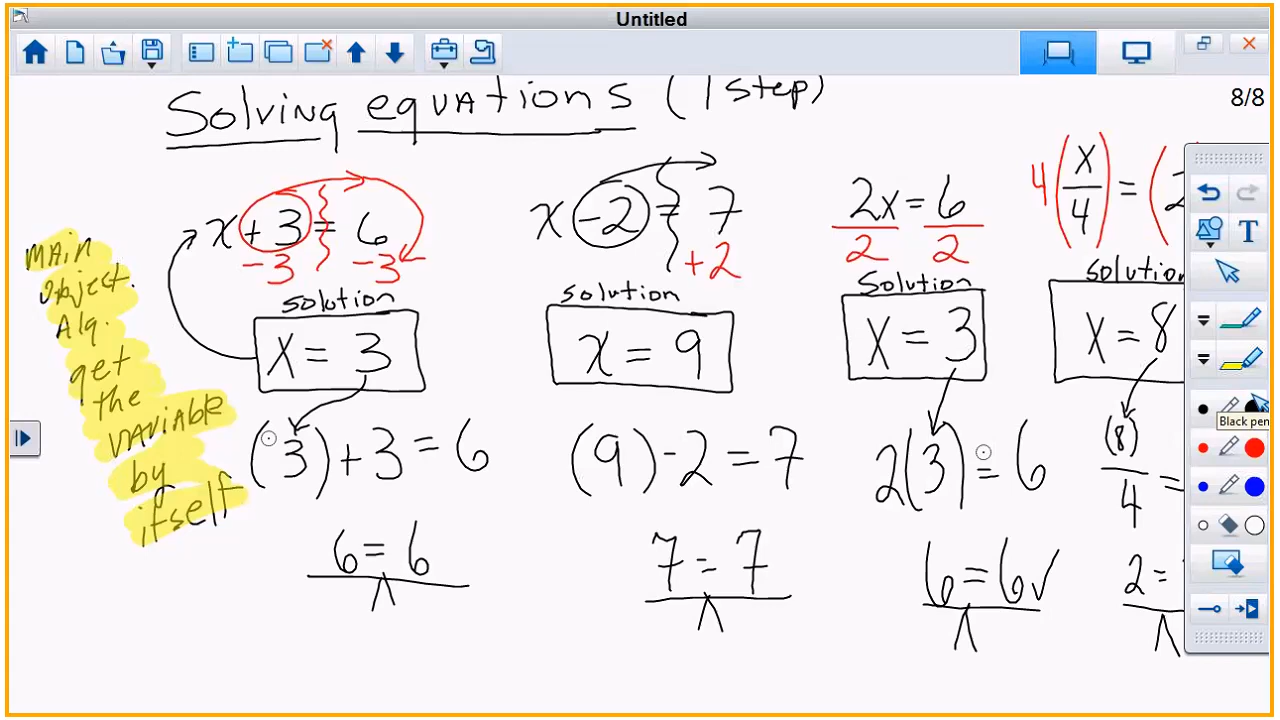 Untitled
8/8
Solving equations (1 step)
x + 3 = 6
-3 -3
solution
x = 3
(3) + 3 = 6
6 = 6
x - 2 = 7
+2
solution
x = 9
(9) - 2 = 7
7 = 7
2x = 6
2 2
solution
x = 3
2(3) = 6
6 = 6 ✓
4(x/4) = (2
solution
x = 8
(8)/4 =
2 =
MAin
object.
Alg.
get
the
VARiAble
by
itself
T
Black pen